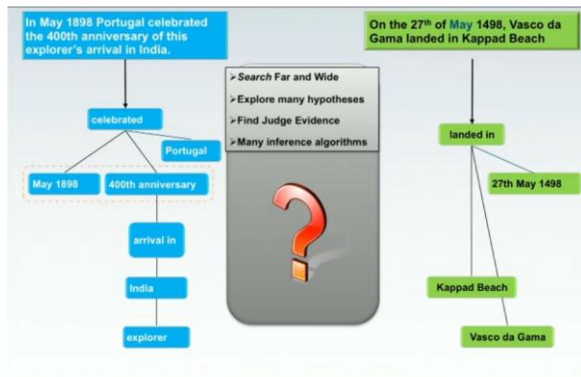 In May 1898 Portugal celebrated
the 400th anniversary of this
explorer's arrival in India.
celebrated
Portugal
May 1898
400th anniversary
arrival in
India
explorer
➢Search Far and Wide
➢Explore many hypotheses
➢Find Judge Evidence
➢Many inference algorithms
?
On the 27th of May 1498, Vasco da
Gama landed in Kappad Beach
landed in
27th May 1498
Kappad Beach
Vasco da Gama